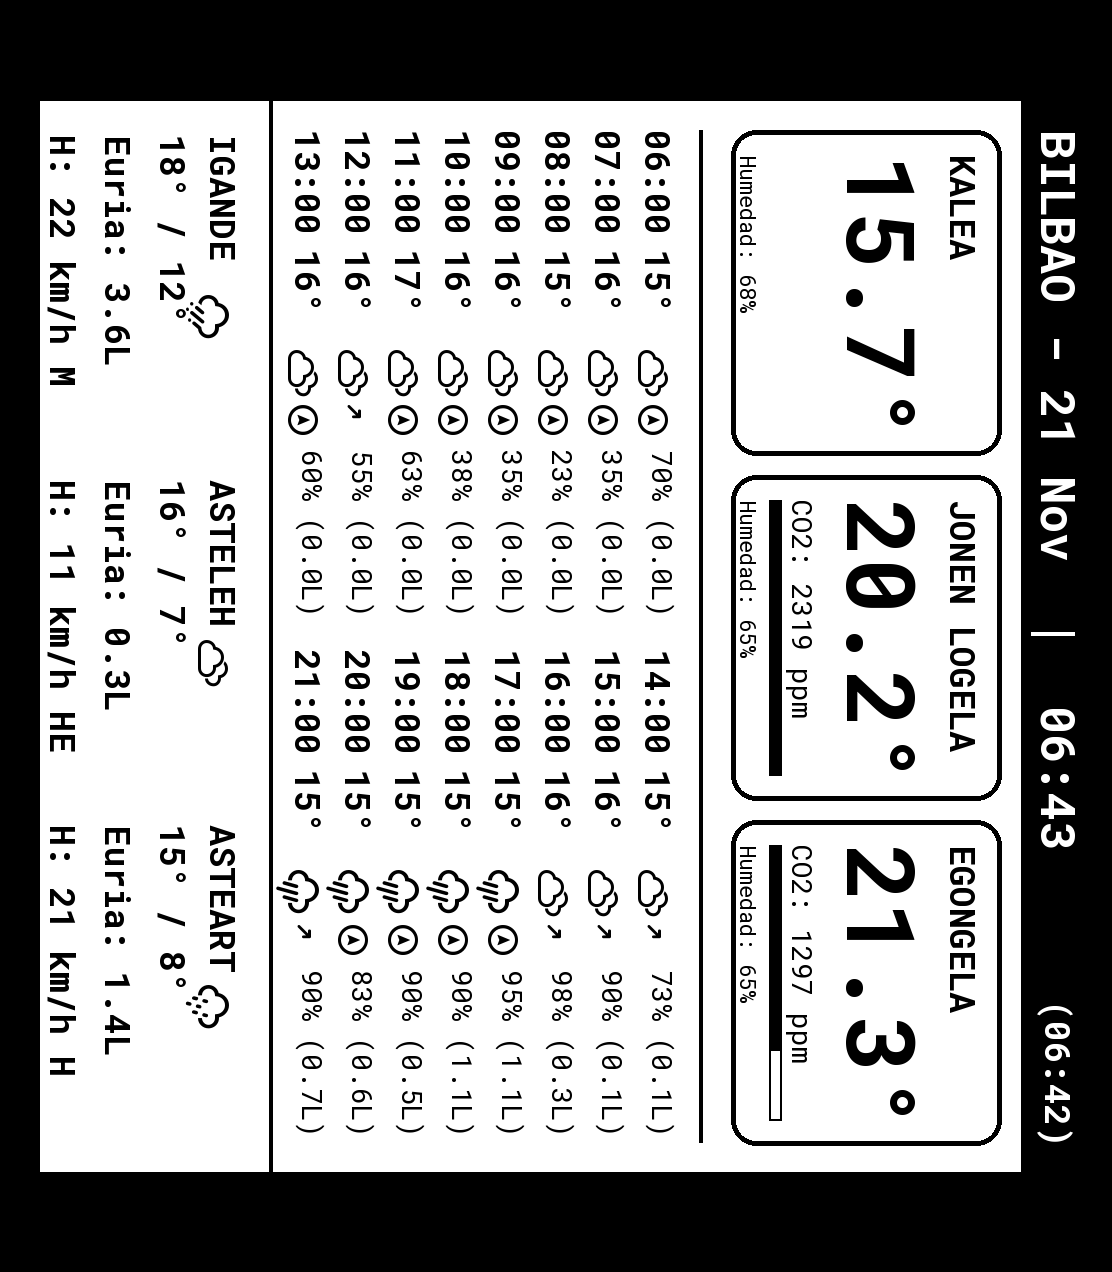 BILBAO - 21 Nov | 06:43 (06:42)
KALEA
15.7°
Humedad: 68%
JONEN LOGELA
20.2°
CO2: 2319 ppm
Humedad: 65%
EGONGELA
21.3°
CO2: 1297 ppm
Humedad: 65%
06:00 15° 70% (0.0L)
07:00 16° 35% (0.0L)
08:00 15° 23% (0.0L)
09:00 16° 35% (0.0L)
10:00 16° 38% (0.0L)
11:00 17° 63% (0.0L)
12:00 16° 55% (0.0L)
13:00 16° 60% (0.0L)
14:00 15° 73% (0.1L)
15:00 16° 90% (0.1L)
16:00 16° 98% (0.3L)
17:00 15° 95% (1.1L)
18:00 15° 90% (1.1L)
19:00 15° 90% (0.5L)
20:00 15° 83% (0.6L)
21:00 15° 90% (0.7L)
IGANDE
18° / 12°
Euria: 3.6L
H: 22 km/h M
ASTELEH
16° / 7°
Euria: 0.3L
H: 11 km/h HE
ASTEART
15° / 8°
Euria: 1.4L
H: 21 km/h H